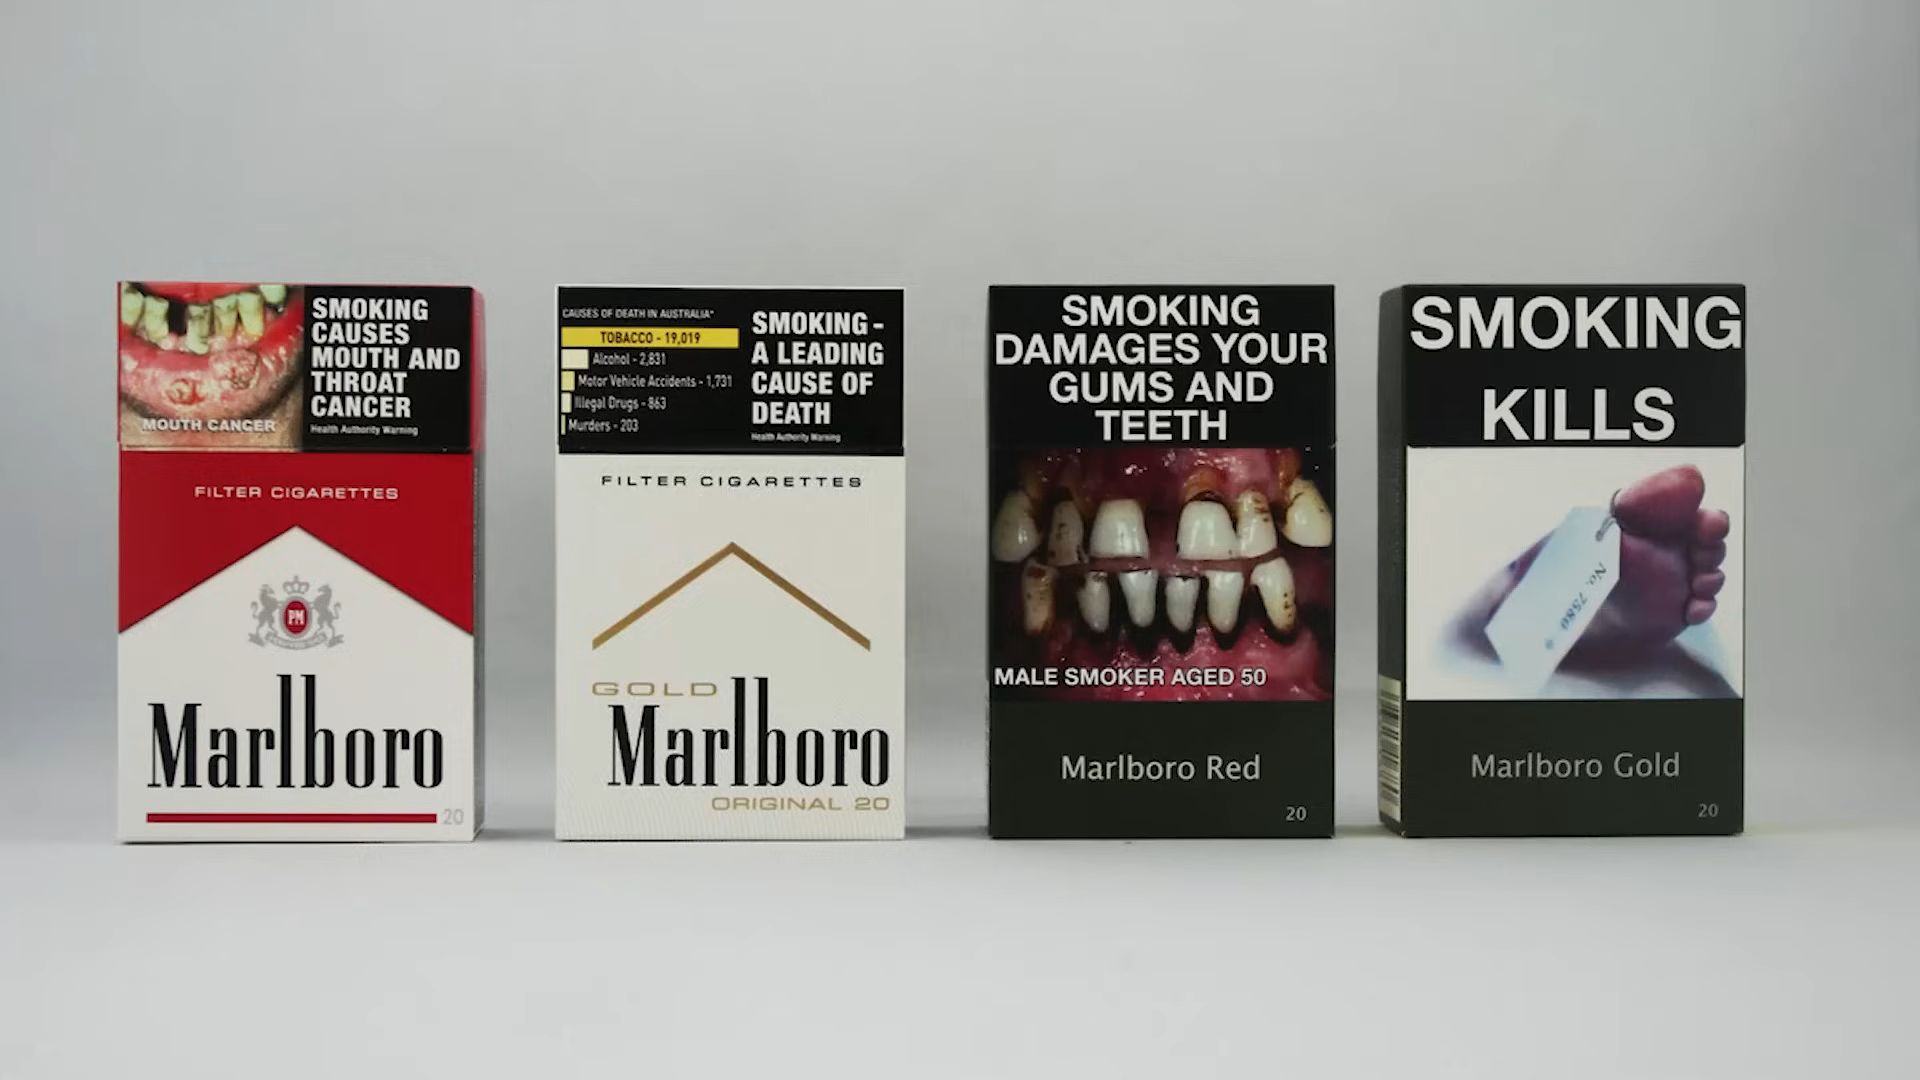 SMOKING
CAUSES
MOUTH AND
THROAT
CANCER
Health Authority Warning
MOUTH CANCER
FILTER CIGARETTES
PM
Marlboro
20
CAUSES OF DEATH IN AUSTRALIA*
TOBACCO - 19,019
Alcohol - 2,831
Motor Vehicle Accidents - 1,731
Illegal Drugs - 863
Murders - 203
SMOKING -
A LEADING
CAUSE OF
DEATH
Health Authority Warning
FILTER CIGARETTES
GOLD
Marlboro
ORIGINAL 20
SMOKING
DAMAGES YOUR
GUMS AND
TEETH
MALE SMOKER AGED 50
Marlboro Red
20
SMOKING
KILLS
No. 7580
Marlboro Gold
20